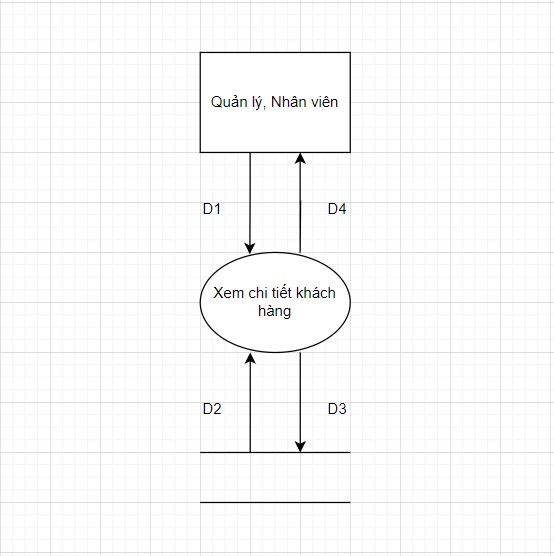 Quản lý, Nhân viên
D1
D4
Xem chi tiết khách
hàng
D2
D3